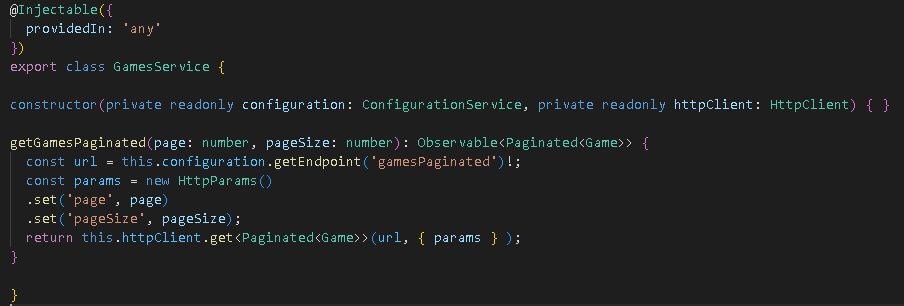 @Injectable({
  providedIn: 'any'
})
export class GamesService {

constructor(private readonly configuration: ConfigurationService, private readonly httpClient: HttpClient) { }

getGamesPaginated(page: number, pageSize: number): Observable<Paginated<Game>> {
  const url = this.configuration.getEndpoint('gamesPaginated')!;
  const params = new HttpParams()
  .set('page', page)
  .set('pageSize', pageSize);
  return this.httpClient.get<Paginated<Game>>(url, { params } );
}

}